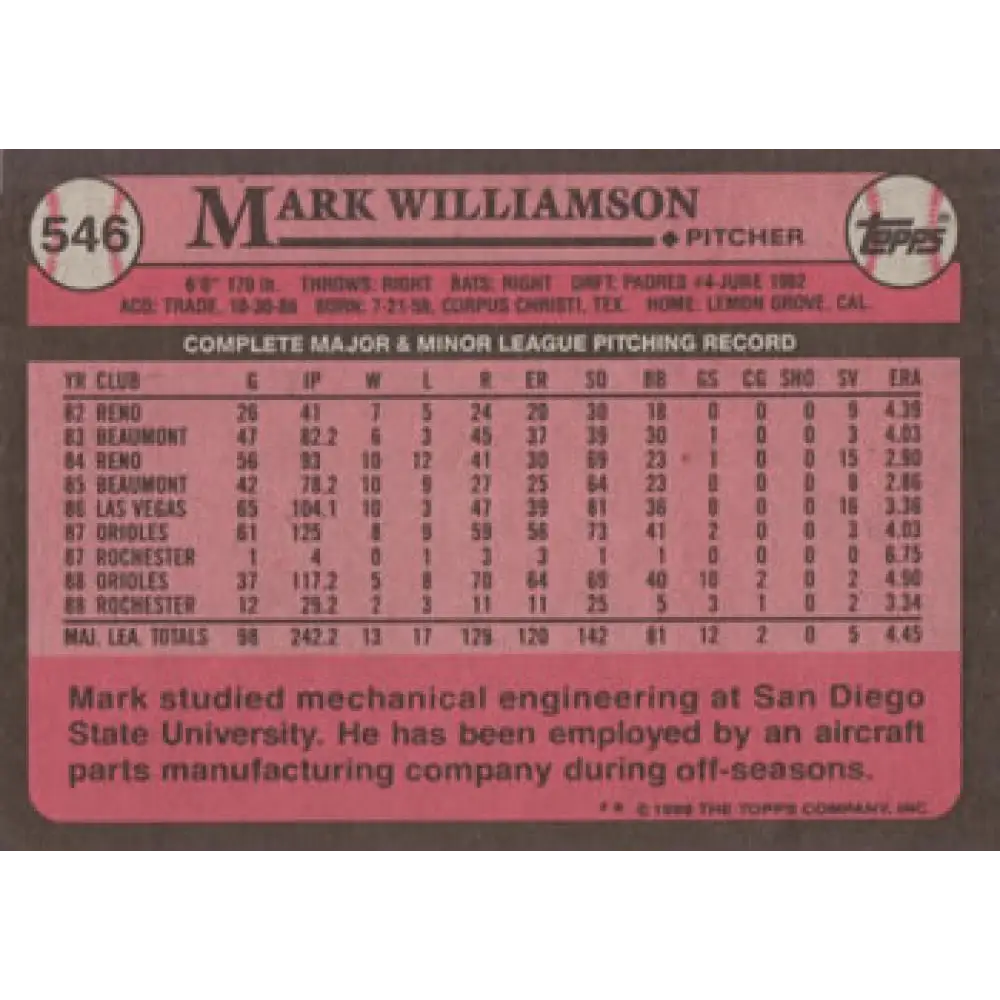 546
MARK WILLIAMSON
◆ PITCHER
TOPPS®
6'0" 170 lb. THROWS: RIGHT BATS: RIGHT DRFT: PADRES #4-JUNE 1982
ACQ: TRADE, 10-30-86 BORN: 7-21-59, CORPUS CHRISTI, TEX. HOME: LEMON GROVE, CAL.
COMPLETE MAJOR & MINOR LEAGUE PITCHING RECORD
YR CLUB G IP W L R ER SO BB GS CG SHO SV ERA
82 RENO 26 41 7 5 24 20 30 18 0 0 0 9 4.39
83 BEAUMONT 47 82.2 6 3 45 37 39 30 1 0 0 3 4.03
84 RENO 56 93 10 12 41 30 69 23 1 0 0 15 2.90
85 BEAUMONT 42 78.2 10 9 27 25 64 23 0 0 0 8 2.86
86 LAS VEGAS 65 104.1 10 3 47 39 81 36 0 0 0 16 3.36
87 ORIOLES 61 125 8 9 59 56 73 41 2 0 0 3 4.03
87 ROCHESTER 1 4 0 1 3 3 1 1 0 0 0 0 6.75
88 ORIOLES 37 117.2 5 8 70 64 69 40 10 2 0 2 4.90
88 ROCHESTER 12 29.2 2 3 11 11 25 5 3 1 0 2 3.34
MAJ. LEA. TOTALS 98 242.2 13 17 129 120 142 81 12 2 0 5 4.45
Mark studied mechanical engineering at San Diego
State University. He has been employed by an aircraft
parts manufacturing company during off-seasons.
© 1989 THE TOPPS COMPANY, INC.